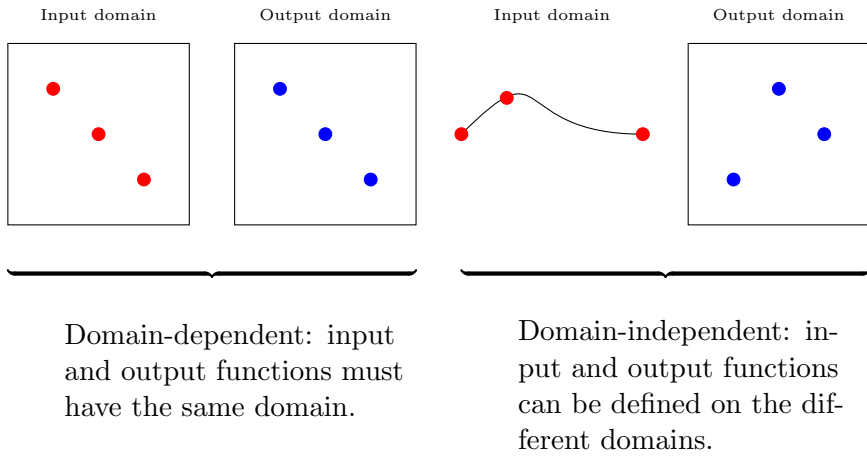 Input domain
Output domain
Input domain
Output domain
Domain-dependent: input
and output functions must
have the same domain.
Domain-independent: in-
put and output functions
can be defined on the dif-
ferent domains.